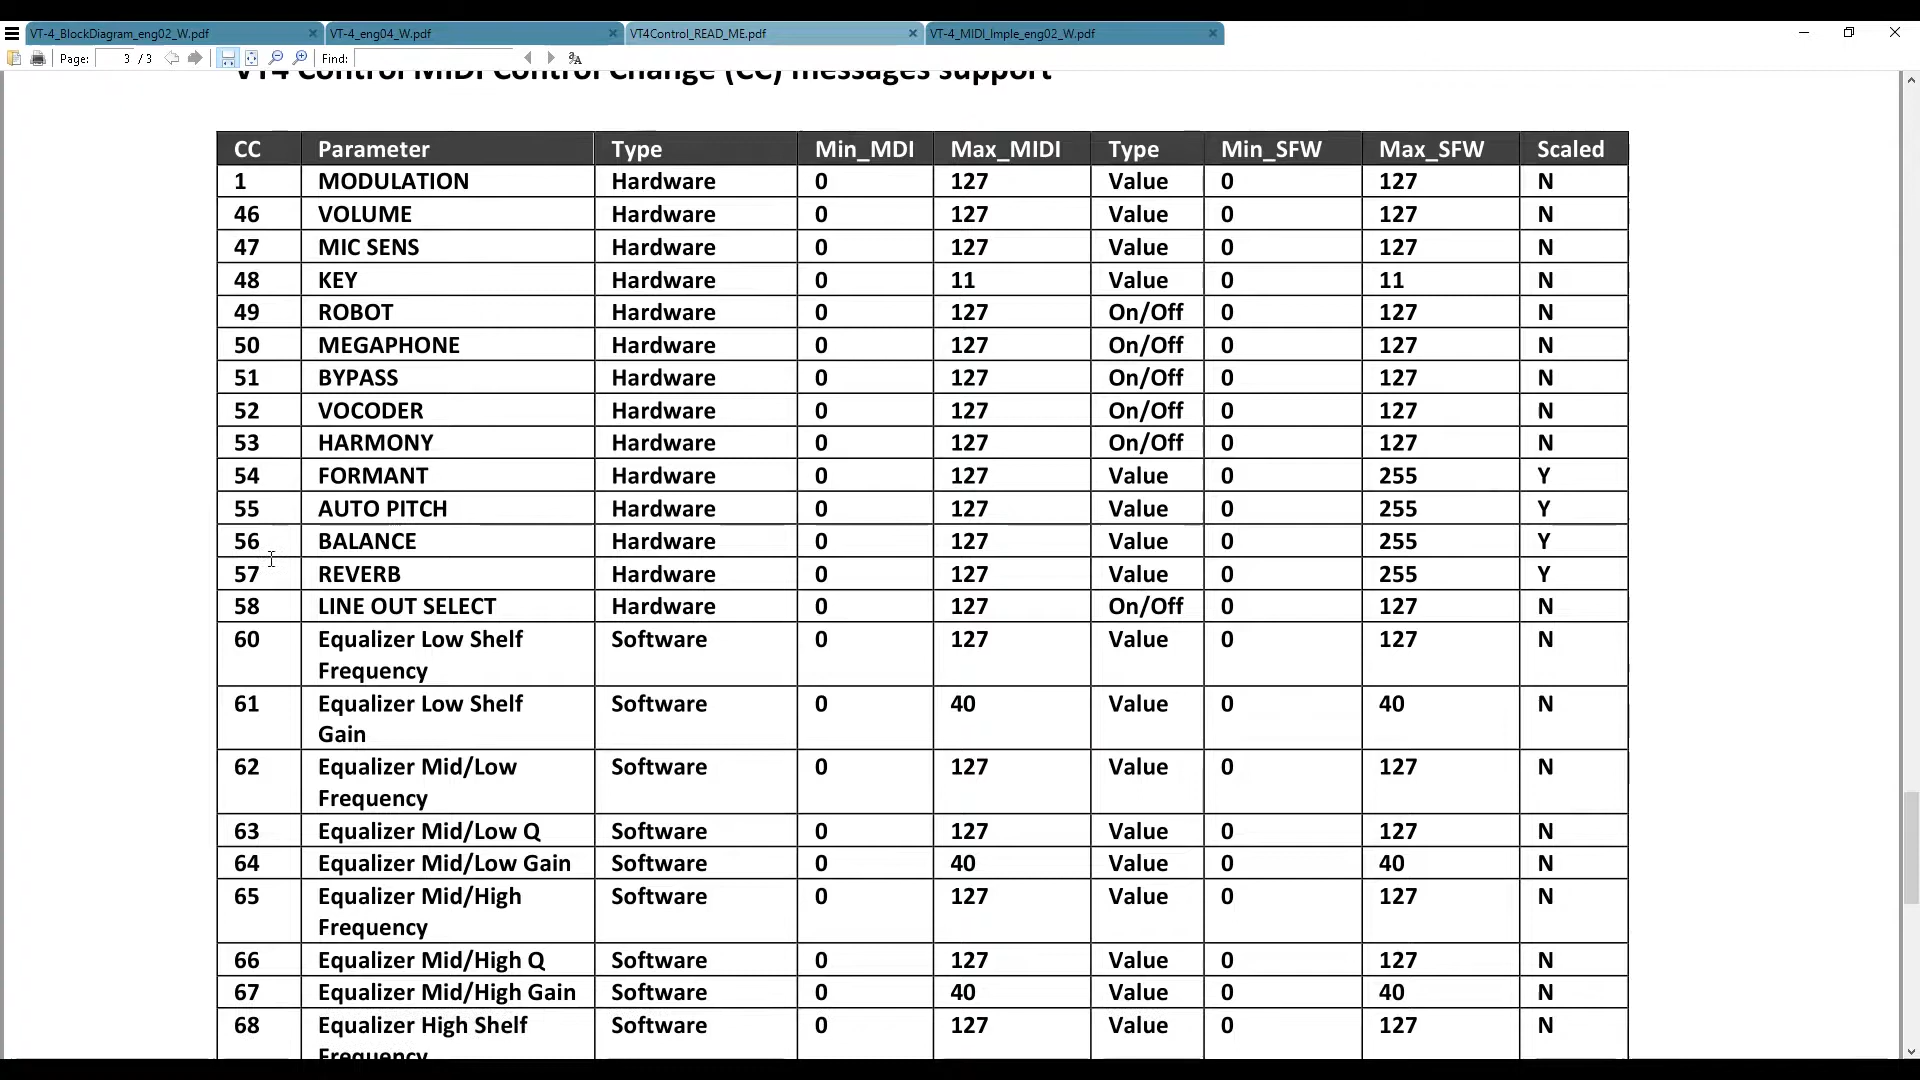 VT-4_BlockDiagram_eng02_W.pdf VT-4_eng04_W.pdf VT4Control_READ_ME.pdf VT-4_MIDI_Imple_eng02_W.pdf
Page: 3 / 3 Find:
VT4 Control MIDI Control Change (CC) messages support
CC Parameter Type Min_MDI Max_MIDI Type Min_SFW Max_SFW Scaled
1 MODULATION Hardware 0 127 Value 0 127 N
46 VOLUME Hardware 0 127 Value 0 127 N
47 MIC SENS Hardware 0 127 Value 0 127 N
48 KEY Hardware 0 11 Value 0 11 N
49 ROBOT Hardware 0 127 On/Off 0 127 N
50 MEGAPHONE Hardware 0 127 On/Off 0 127 N
51 BYPASS Hardware 0 127 On/Off 0 127 N
52 VOCODER Hardware 0 127 On/Off 0 127 N
53 HARMONY Hardware 0 127 On/Off 0 127 N
54 FORMANT Hardware 0 127 Value 0 255 Y
55 AUTO PITCH Hardware 0 127 Value 0 255 Y
56 BALANCE Hardware 0 127 Value 0 255 Y
57 REVERB Hardware 0 127 Value 0 255 Y
58 LINE OUT SELECT Hardware 0 127 On/Off 0 127 N
60 Equalizer Low Shelf Software 0 127 Value 0 127 N
Frequency
61 Equalizer Low Shelf Software 0 40 Value 0 40 N
Gain
62 Equalizer Mid/Low Software 0 127 Value 0 127 N
Frequency
63 Equalizer Mid/Low Q Software 0 127 Value 0 127 N
64 Equalizer Mid/Low Gain Software 0 40 Value 0 40 N
65 Equalizer Mid/High Software 0 127 Value 0 127 N
Frequency
66 Equalizer Mid/High Q Software 0 127 Value 0 127 N
67 Equalizer Mid/High Gain Software 0 40 Value 0 40 N
68 Equalizer High Shelf Software 0 127 Value 0 127 N
Frequency